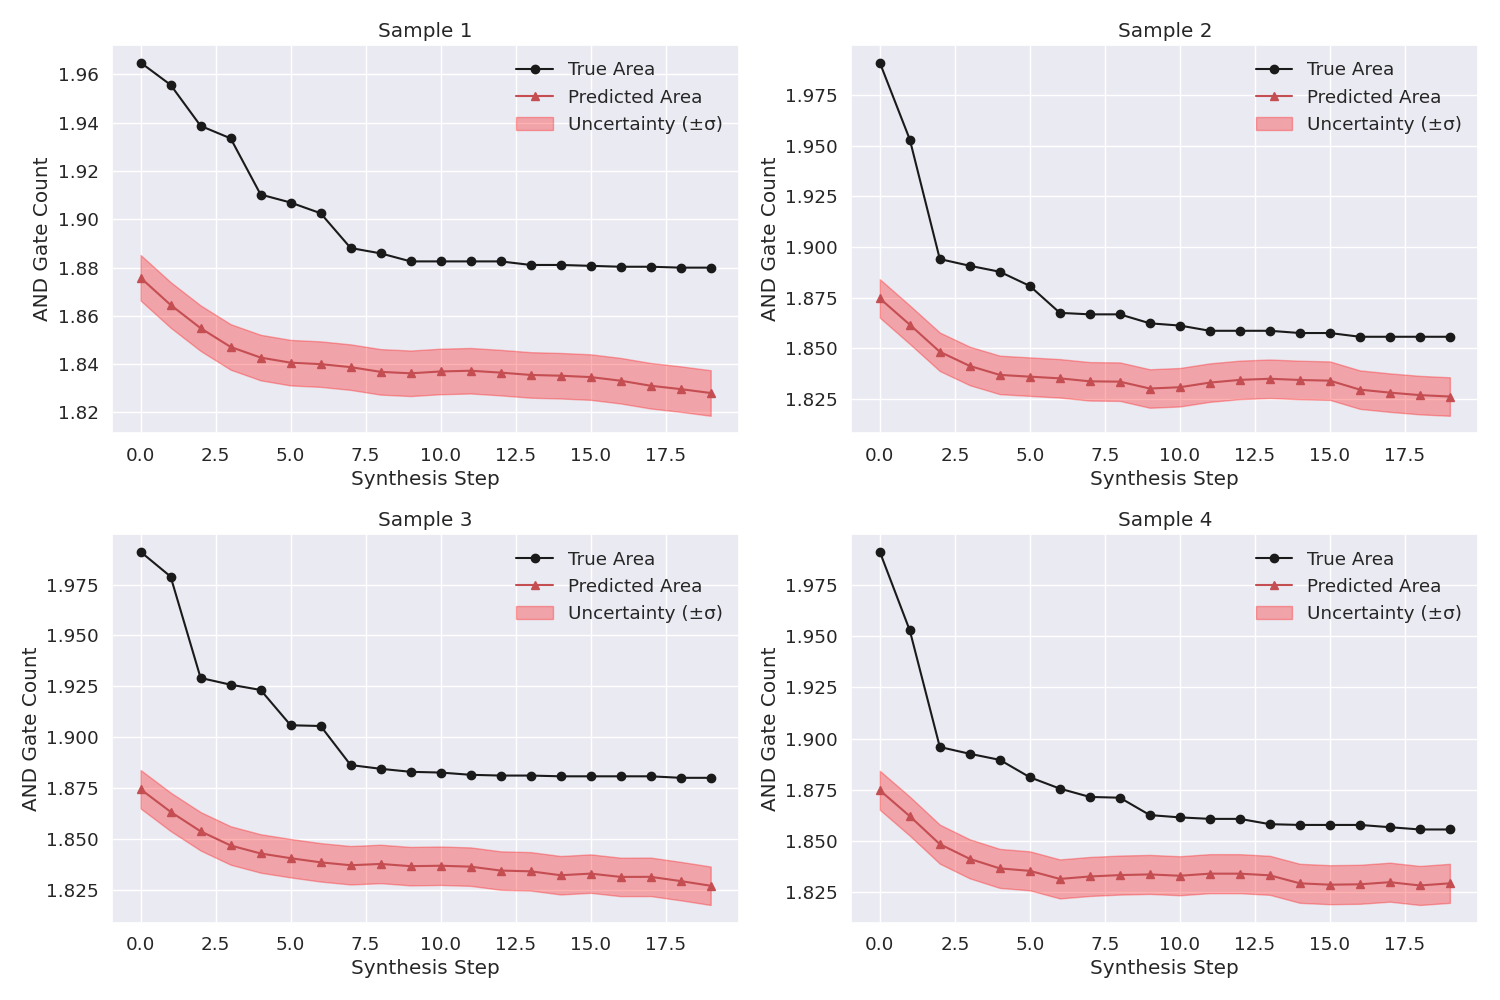 Sample 1
True Area
Predicted Area
Uncertainty (±σ)
AND Gate Count
1.96
1.94
1.92
1.90
1.88
1.86
1.84
1.82
0.0 2.5 5.0 7.5 10.0 12.5 15.0 17.5
Synthesis Step
Sample 2
True Area
Predicted Area
Uncertainty (±σ)
AND Gate Count
1.975
1.950
1.925
1.900
1.875
1.850
1.825
0.0 2.5 5.0 7.5 10.0 12.5 15.0 17.5
Synthesis Step
Sample 3
True Area
Predicted Area
Uncertainty (±σ)
AND Gate Count
1.975
1.950
1.925
1.900
1.875
1.850
1.825
0.0 2.5 5.0 7.5 10.0 12.5 15.0 17.5
Synthesis Step
Sample 4
True Area
Predicted Area
Uncertainty (±σ)
AND Gate Count
1.975
1.950
1.925
1.900
1.875
1.850
1.825
0.0 2.5 5.0 7.5 10.0 12.5 15.0 17.5
Synthesis Step